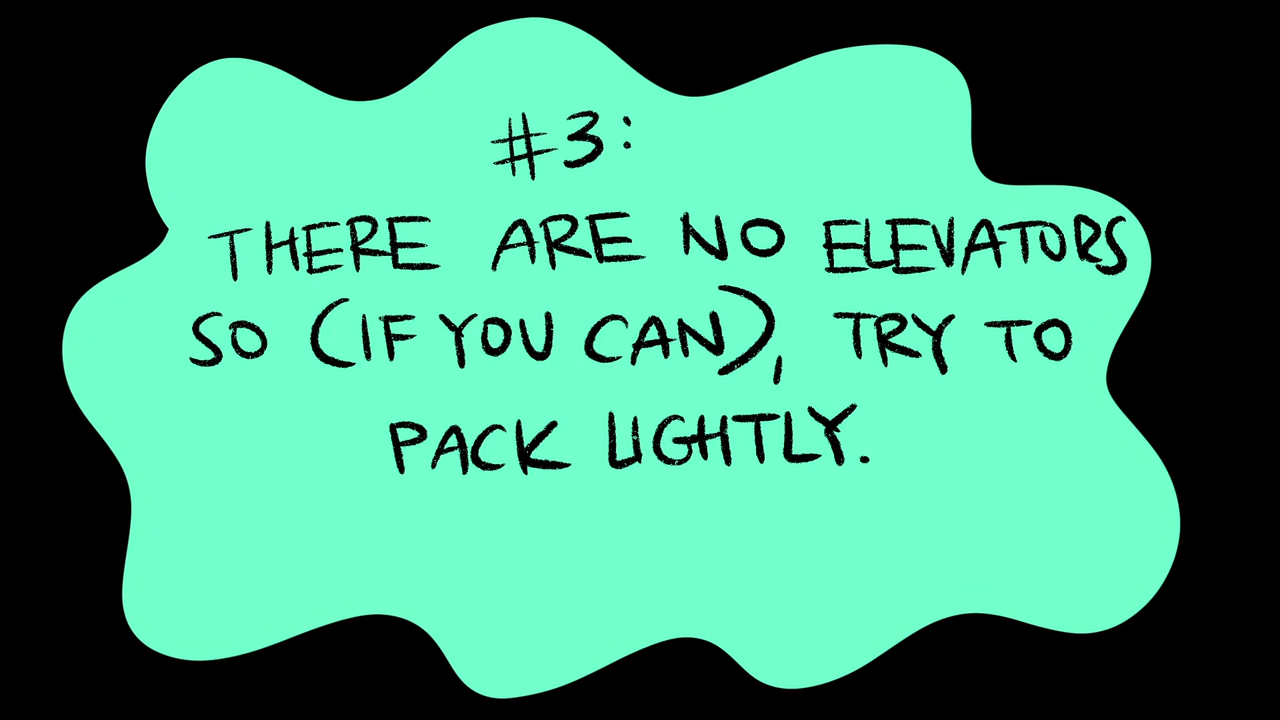 #3:
THERE ARE NO ELEVATORS
SO (IF YOU CAN), TRY TO
PACK LIGHTLY.